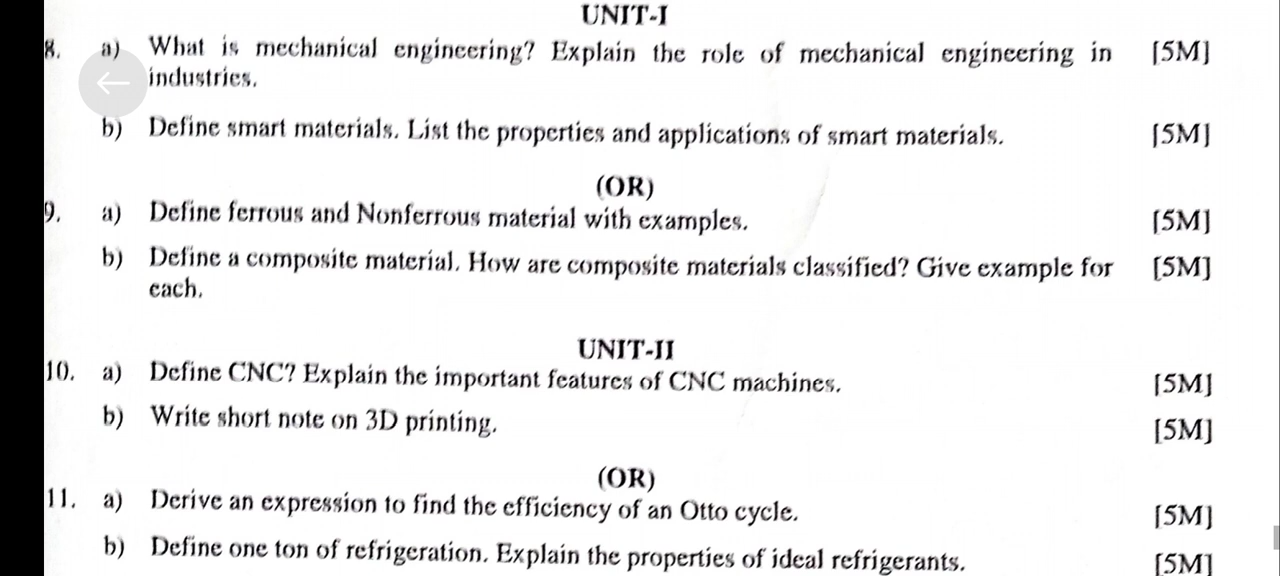 UNIT-I
8. a) What is mechanical engineering? Explain the role of mechanical engineering in [5M]
industries.
b) Define smart materials. List the properties and applications of smart materials. [5M]
(OR)
9. a) Define ferrous and Nonferrous material with examples. [5M]
b) Define a composite material. How are composite materials classified? Give example for [5M]
each.
UNIT-II
10. a) Define CNC? Explain the important features of CNC machines. [5M]
b) Write short note on 3D printing. [5M]
(OR)
11. a) Derive an expression to find the efficiency of an Otto cycle. [5M]
b) Define one ton of refrigeration. Explain the properties of ideal refrigerants. [5M]